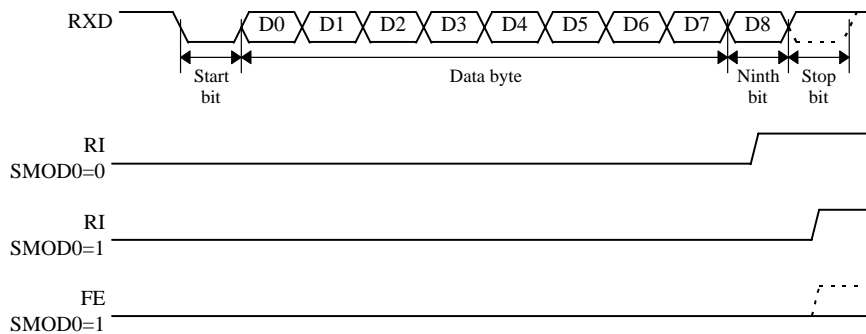 RXD D0 D1 D2 D3 D4 D5 D6 D7 D8
Start bit Data byte Ninth bit Stop bit
RI
SMOD0=0
RI
SMOD0=1
FE
SMOD0=1